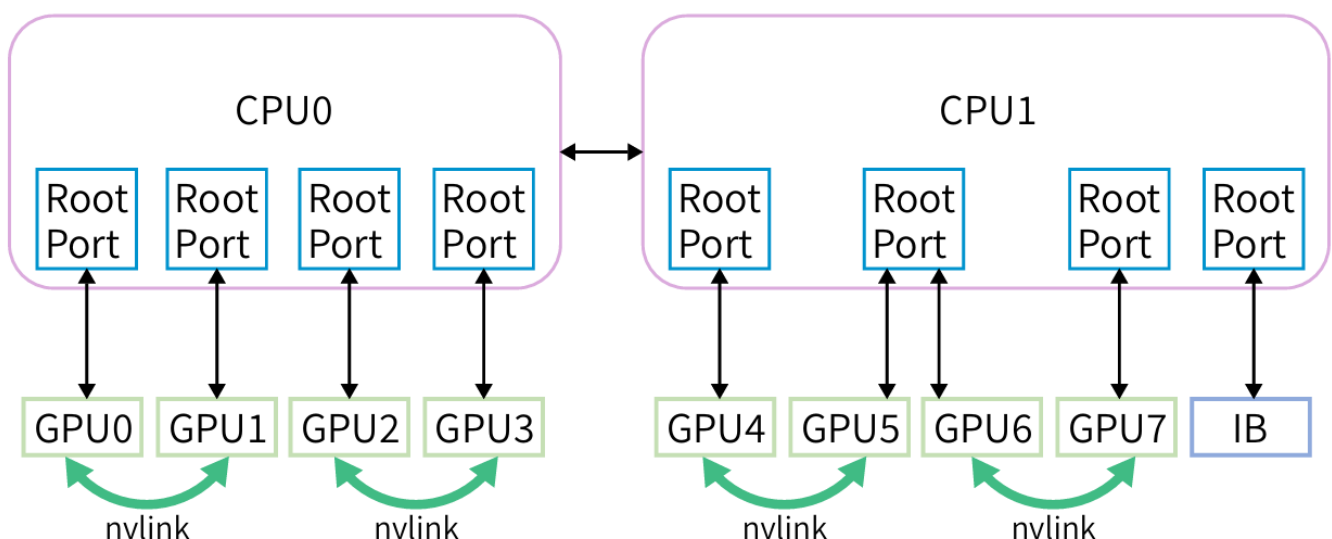 CPU0
CPU1
Root
Port
Root
Port
Root
Port
Root
Port
Root
Port
Root
Port
Root
Port
Root
Port
GPU0
GPU1
GPU2
GPU3
GPU4
GPU5
GPU6
GPU7
IB
nvlink
nvlink
nvlink
nvlink